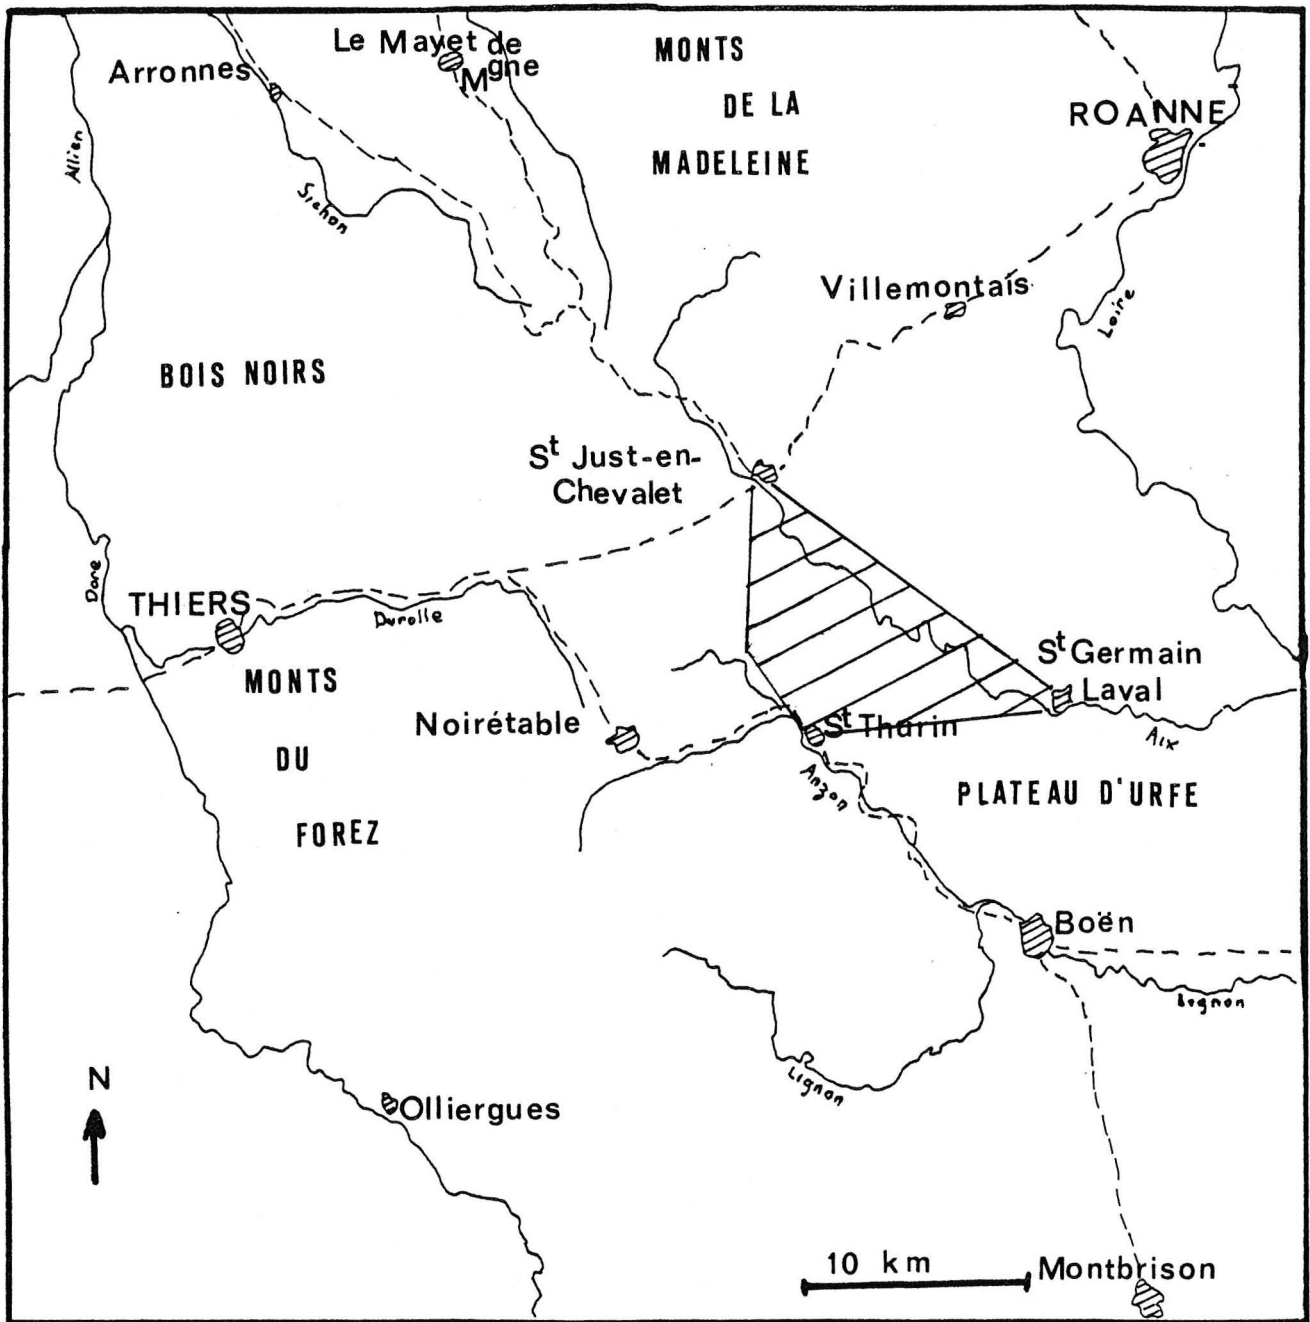 Le Mayet de
Mgne
Arronnes
MONTS
DE LA
MADELEINE
ROANNE
Allier
Sichon
Villemontais
Loire
BOIS NOIRS
St Just-en-
Chevalet
Dore
THIERS
Durolle
St Germain
Laval
MONTS
DU
FOREZ
Noirétable
St Thurin
Aix
Anzon
PLATEAU D'URFE
Boën
Lignon
Lignon
N
Olliergues
10 km
Montbrison